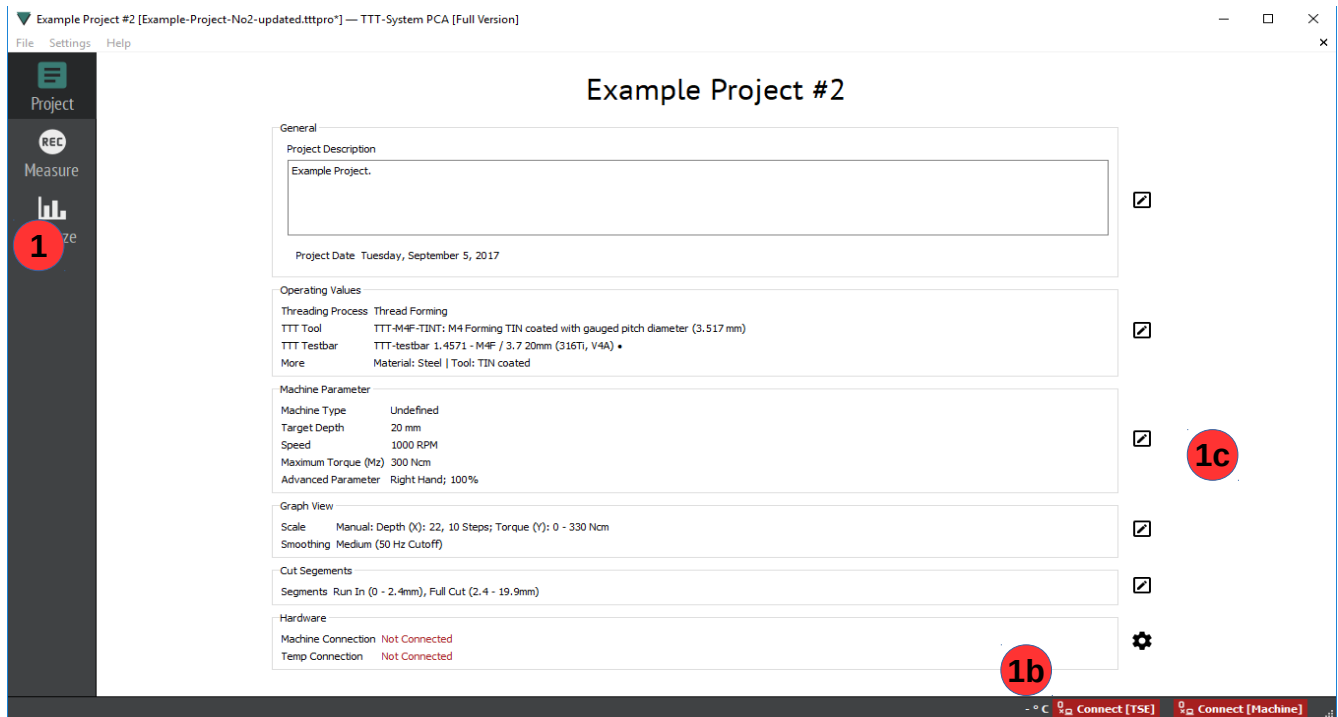 Example Project #2 [Example-Project-No2-updated.tttpro*] — TTT-System PCA [Full Version]
File Settings Help
Project
REC
Measure
ze
1
Example Project #2
General
Project Description
Example Project.
Project Date Tuesday, September 5, 2017
Operating Values
Threading Process Thread Forming
TTT Tool TTT-M4F-TINT: M4 Forming TIN coated with gauged pitch diameter (3.517 mm)
TTT Testbar TTT-testbar 1.4571 - M4F / 3.7 20mm (316Ti, V4A) •
More Material: Steel | Tool: TIN coated
Machine Parameter
Machine Type Undefined
Target Depth 20 mm
Speed 1000 RPM
Maximum Torque (Mz) 300 Ncm
Advanced Parameter Right Hand; 100%
1c
Graph View
Scale Manual: Depth (X): 22, 10 Steps; Torque (Y): 0 - 330 Ncm
Smoothing Medium (50 Hz Cutoff)
Cut Segements
Segments Run In (0 - 2.4mm), Full Cut (2.4 - 19.9mm)
Hardware
Machine Connection Not Connected
Temp Connection Not Connected
1b
- ° C Connect [TSE] Connect [Machine]